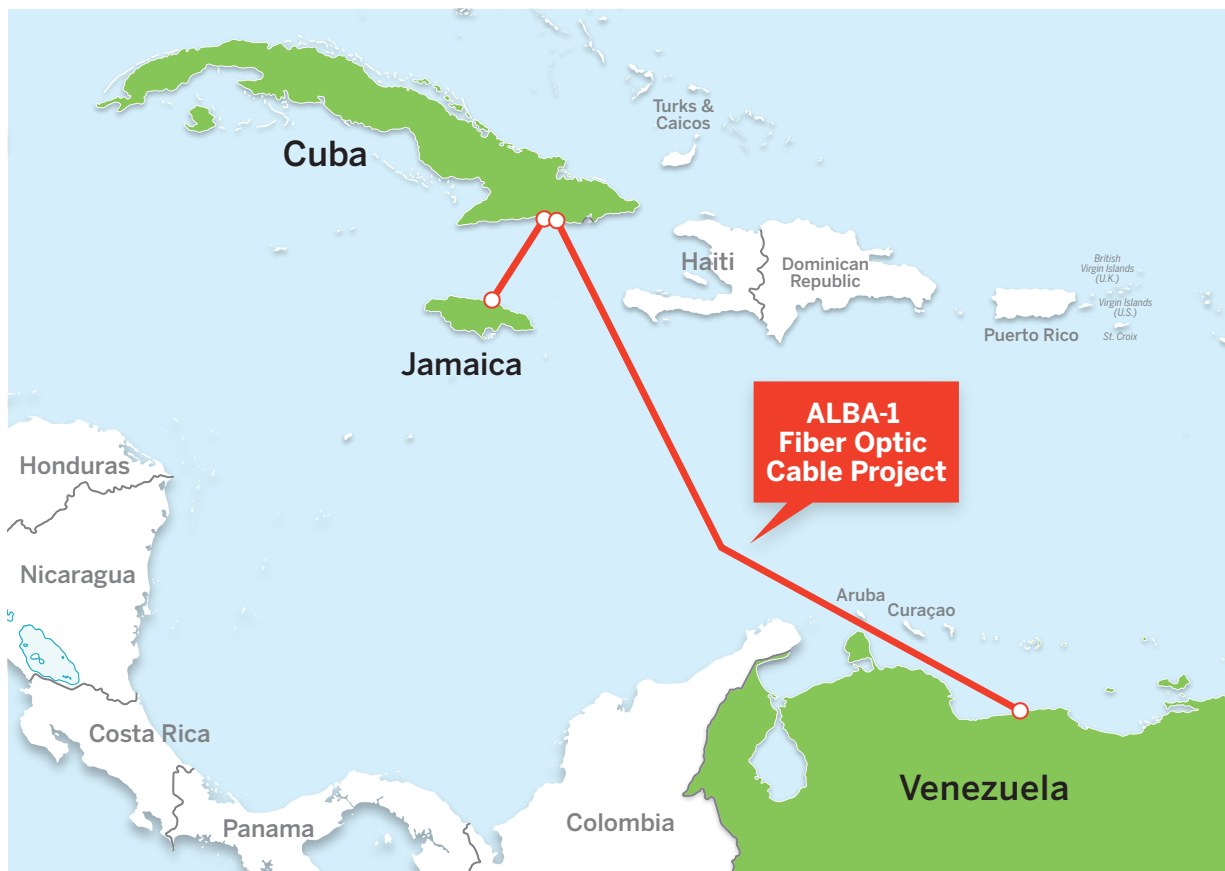 Turks &
Caicos
Cuba
Haiti
Dominican
Republic
British
Virgin Islands
(U.K.)
Virgin Islands
(U.S.)
St. Croix
Puerto Rico
Jamaica
ALBA-1
Fiber Optic
Cable Project
Honduras
Nicaragua
Aruba
Curaçao
Costa Rica
Venezuela
Panama
Colombia